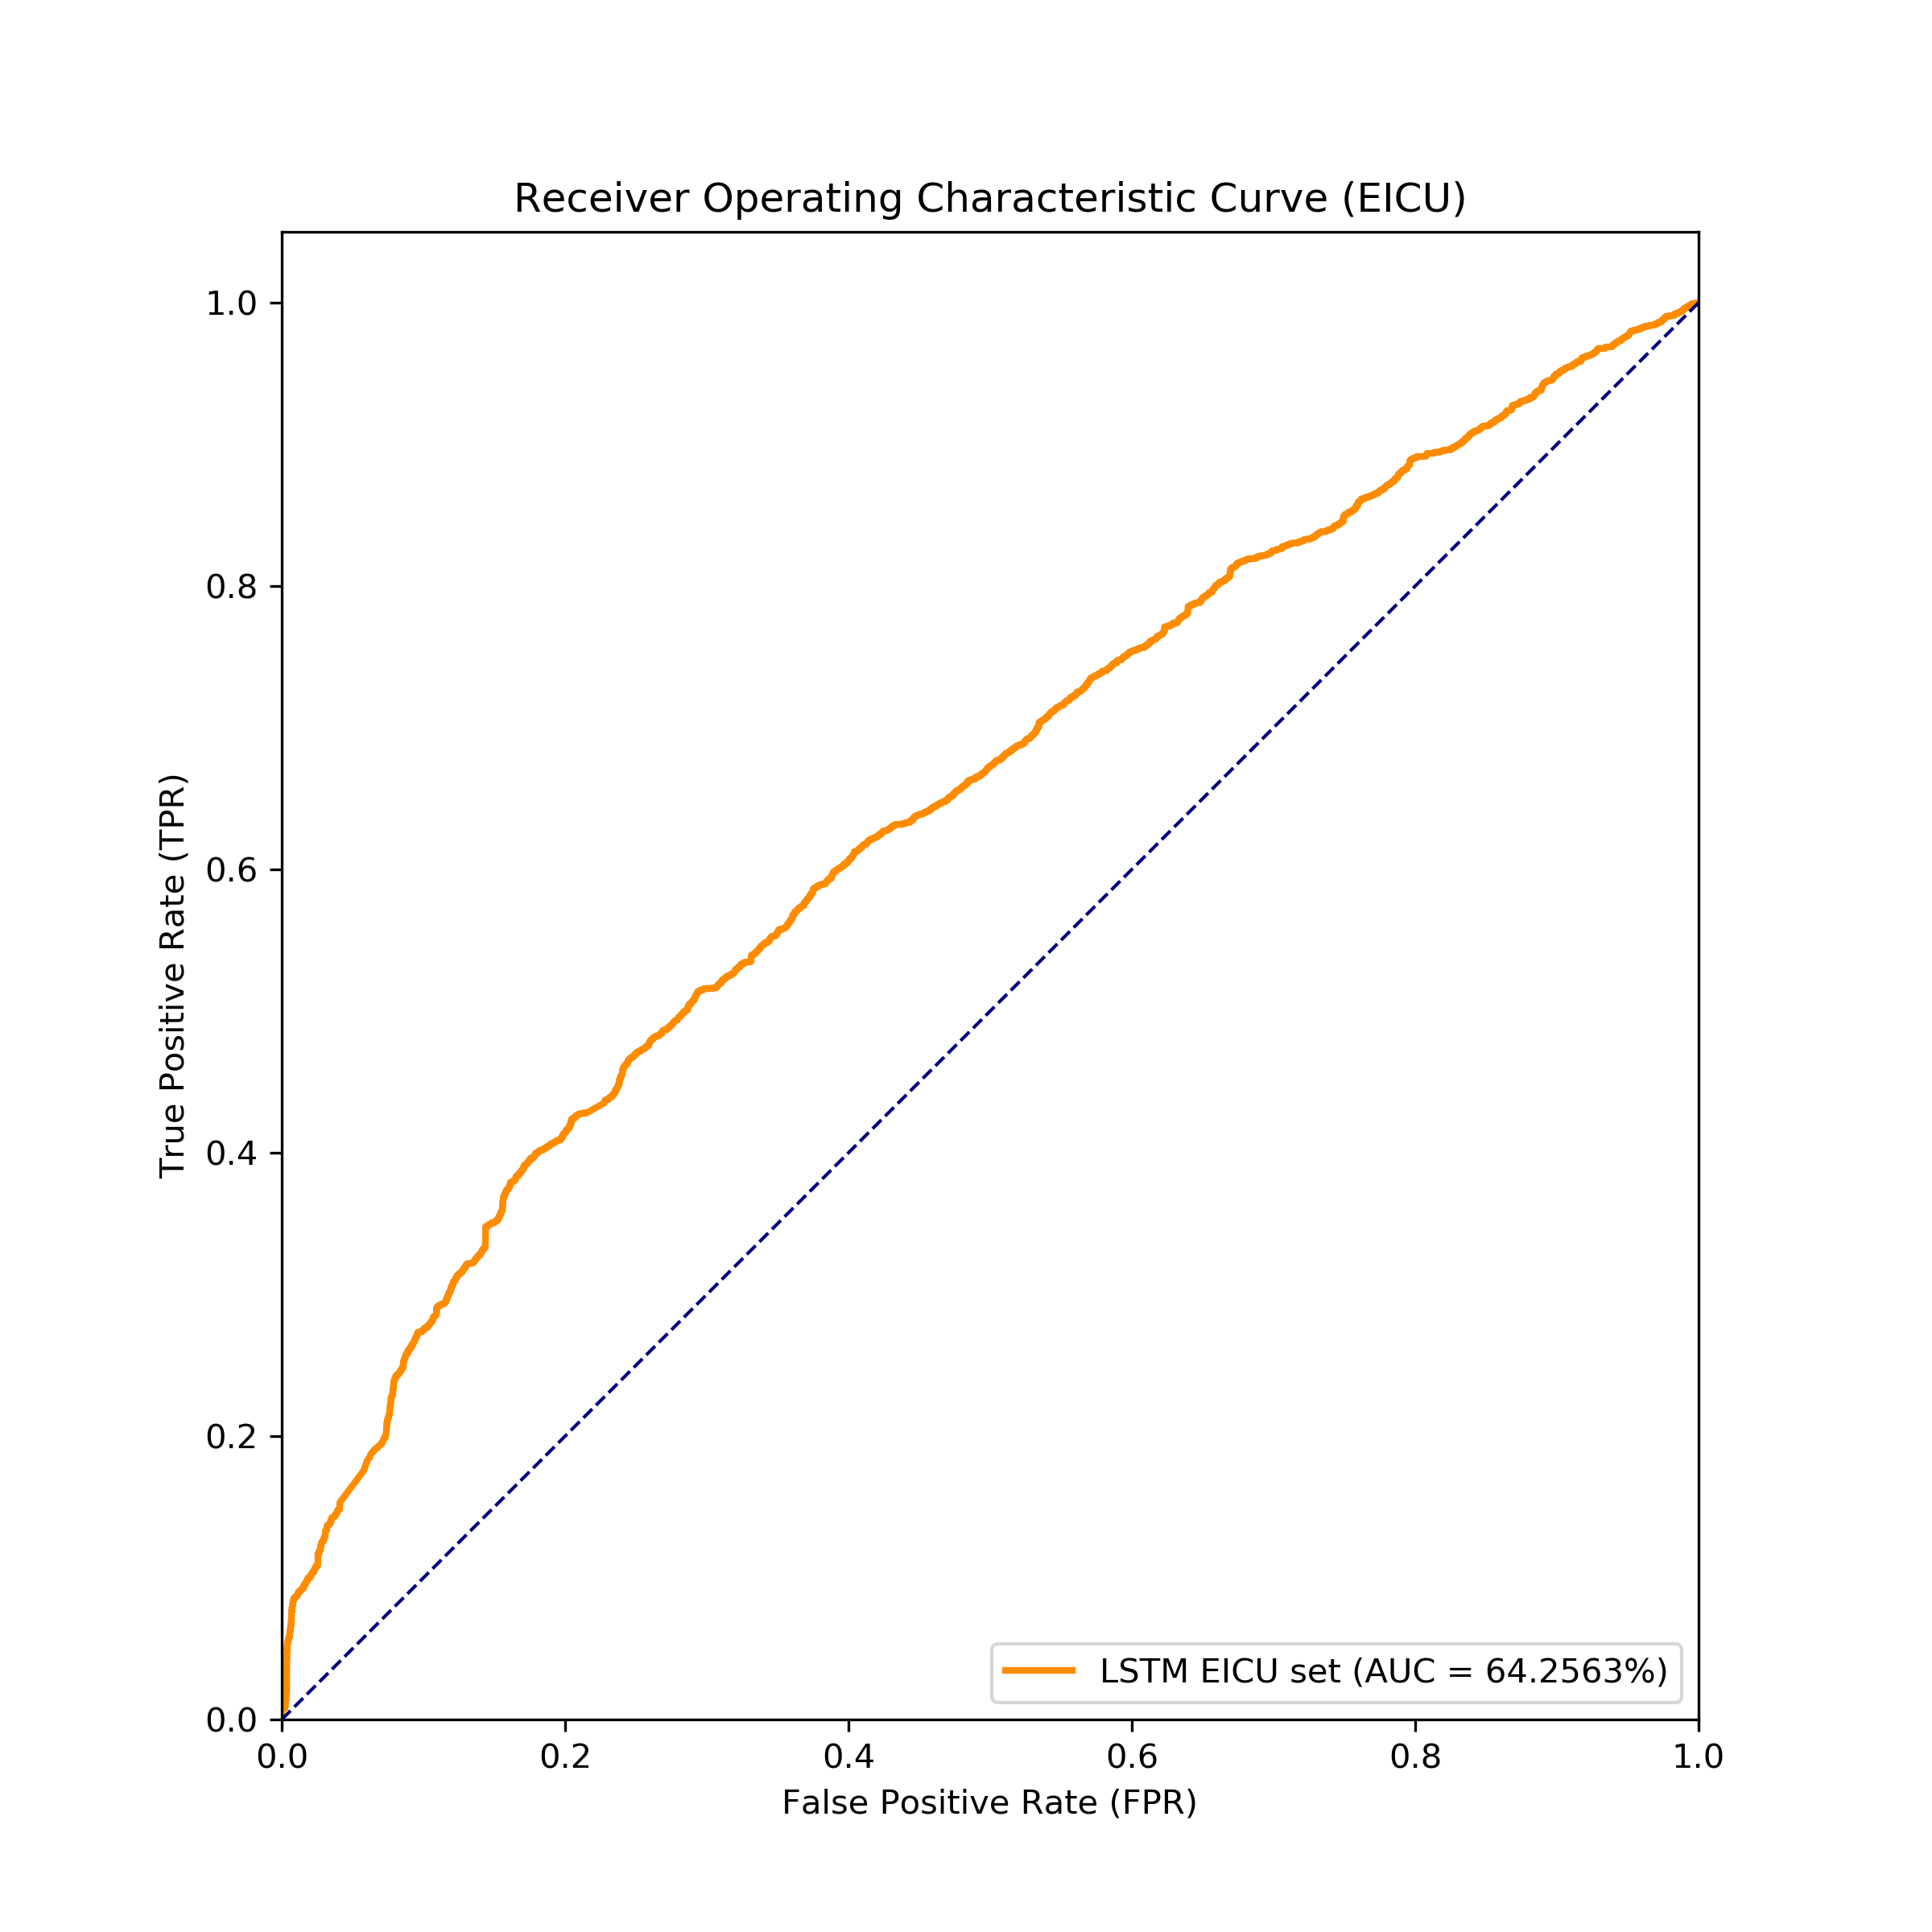 Receiver Operating Characteristic Curve (EICU)
1.0
0.8
0.6
0.4
0.2
0.0
True Positive Rate (TPR)
LSTM EICU set (AUC = 64.2563%)
0.0 0.2 0.4 0.6 0.8 1.0
False Positive Rate (FPR)